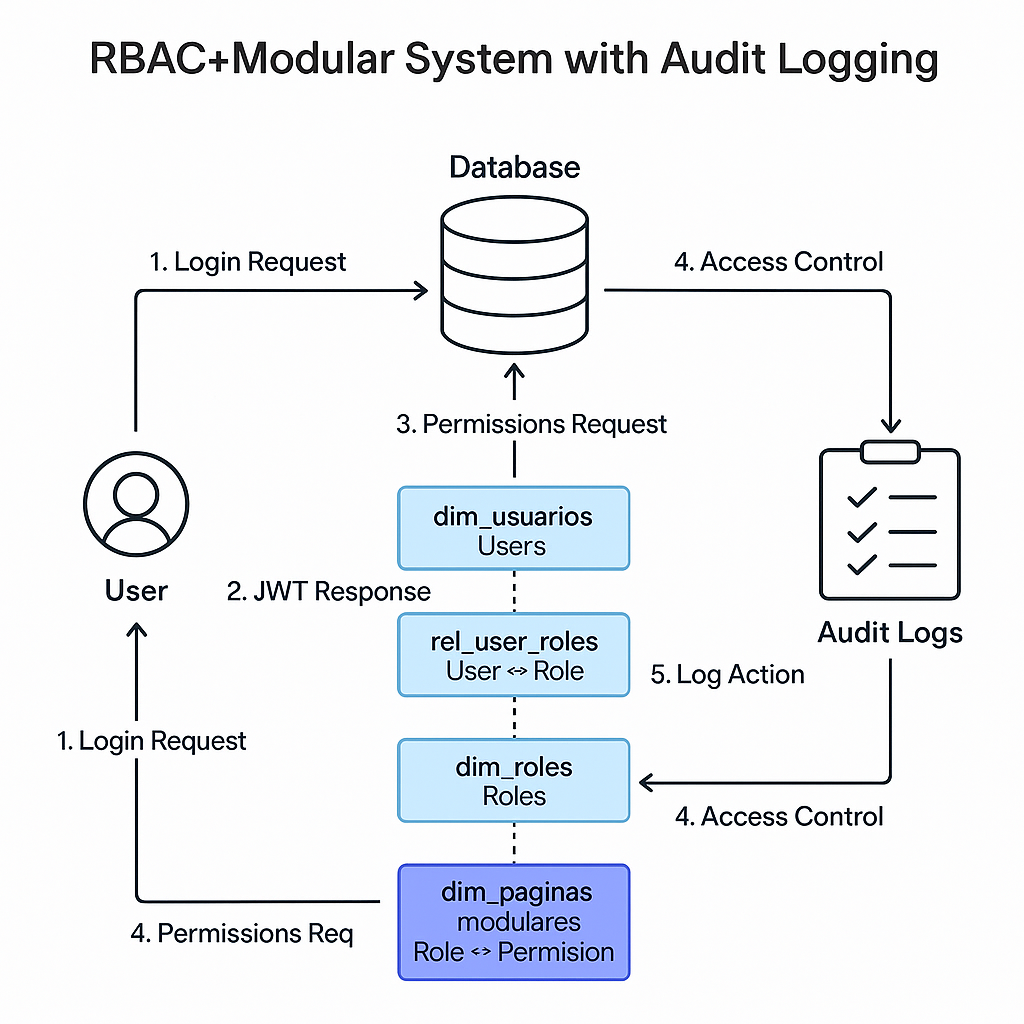 RBAC+Modular System with Audit Logging
Database
1. Login Request
4. Access Control
3. Permissions Request
dim_usuarios
Users
User
2. JWT Response
rel_user_roles
User <-> Role
Audit Logs
5. Log Action
1. Login Request
dim_roles
Roles
4. Access Control
dim_paginas
modulares
Role <-> Permision
4. Permissions Req